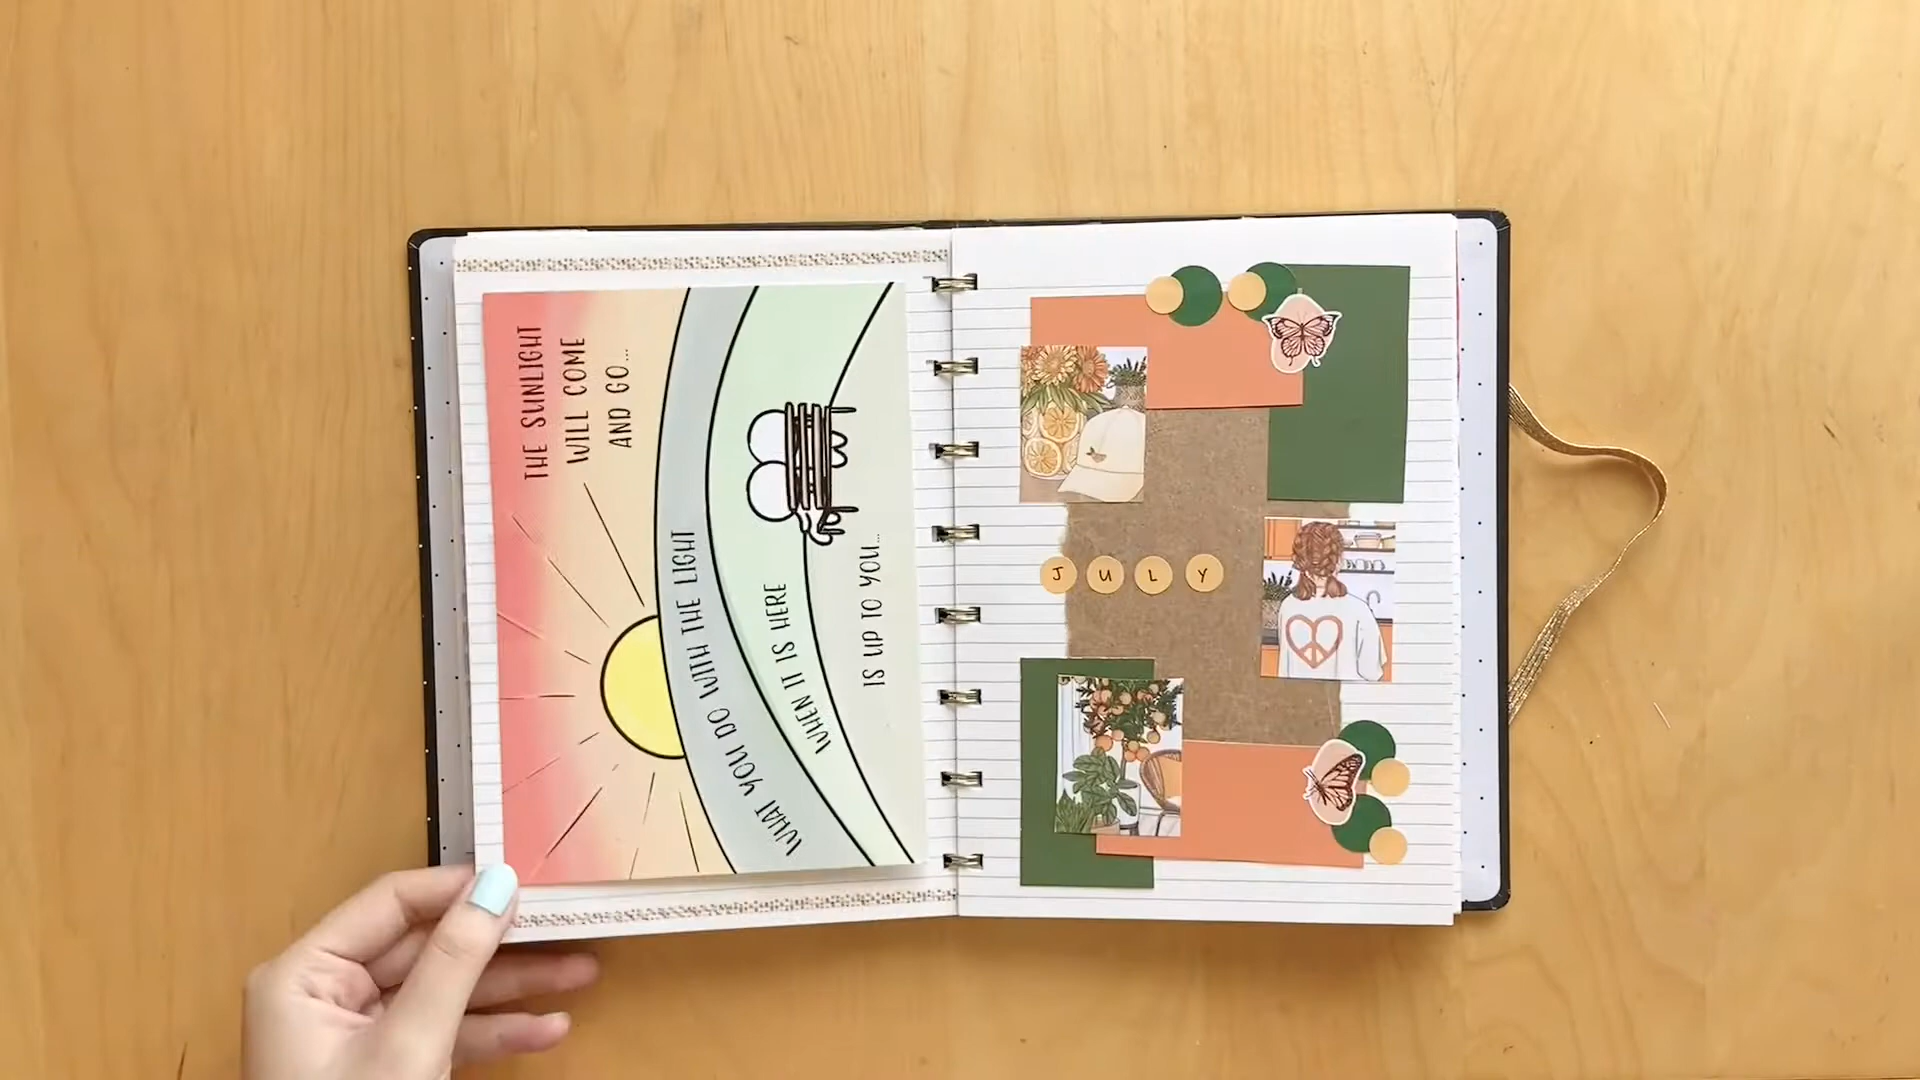 THE SUNLIGHT
WILL COME
AND GO...
WHAT YOU DO WITH THE LIGHT
WHEN IT IS HERE
IS UP TO YOU...
JULY